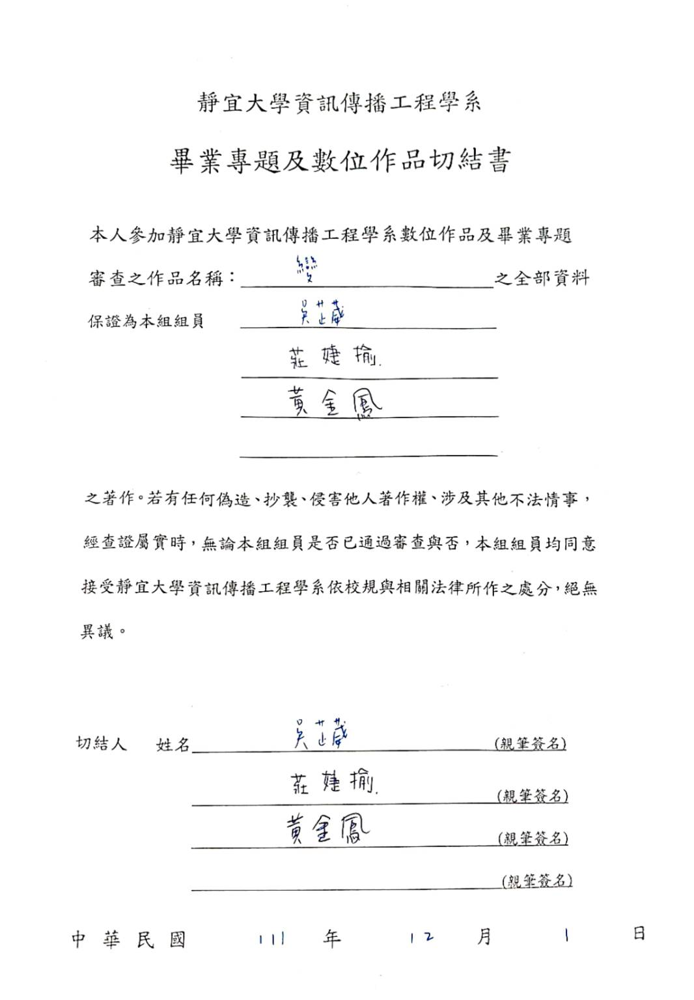 靜宜大學資訊傳播工程學系
畢業專題及數位作品切結書
本人參加靜宜大學資訊傳播工程學系數位作品及畢業專題
審查之作品名稱：變之全部資料
保證為本組組員 吳芷葳
莊婕揄
黃金鳳
之著作。若有任何偽造、抄襲、侵害他人著作權、涉及其他不法情事，
經查證屬實時，無論本組組員是否已通過審查與否，本組組員均同意
接受靜宜大學資訊傳播工程學系依校規與相關法律所作之處分，絕無
異議。
切結人 姓名 吳芷葳 (親筆簽名)
莊婕揄 (親筆簽名)
黃金鳳 (親筆簽名)
(親筆簽名)
中華民國 111 年 12 月 1 日